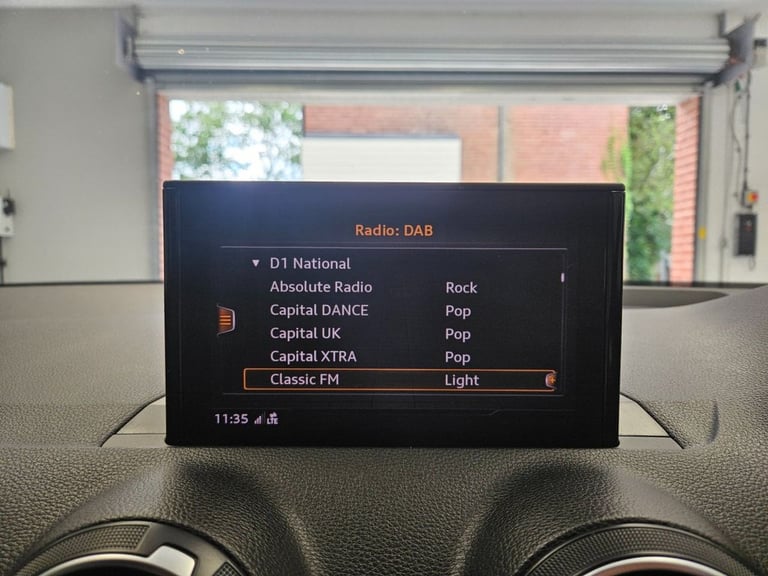 Radio: DAB
▼ D1 National
Absolute Radio Rock
Capital DANCE Pop
Capital UK Pop
Capital XTRA Pop
Classic FM Light
11:35 LTE